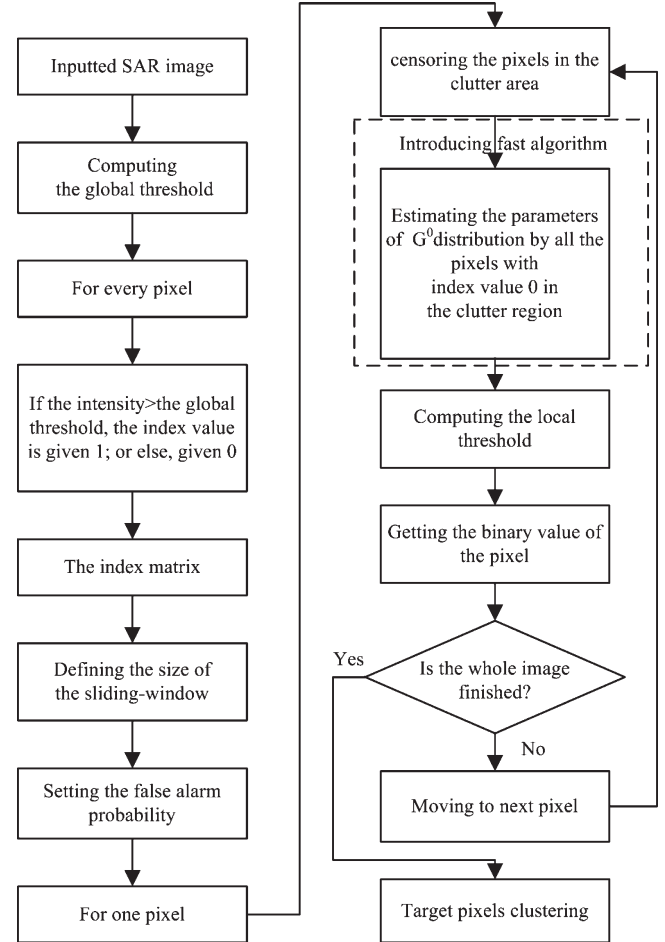 Inputted SAR image
Computing
the global threshold
For every pixel
If the intensity>the global
threshold, the index value
is given 1; or else, given 0
The index matrix
Defining the size of
the sliding-window
Setting the false alarm
probability
For one pixel
censoring the pixels in the
clutter area
Introducing fast algorithm
Estimating the parameters
of G⁰distribution by all the
pixels with
index value 0 in
the clutter region
Computing the local
threshold
Getting the binary value of
the pixel
Is the whole image
finished?
Yes
No
Moving to next pixel
Target pixels clustering